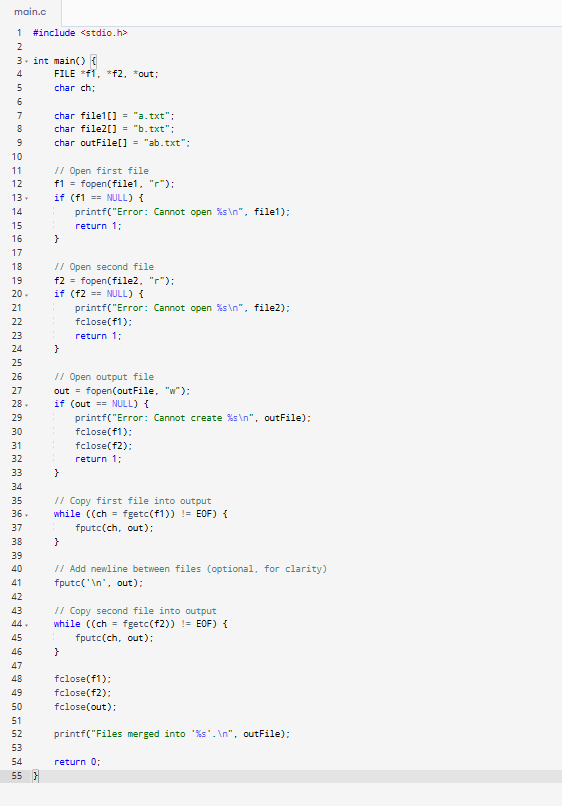 main.c
1 #include <stdio.h>
2
3 int main() {
4     FILE *f1, *f2, *out;
5     char ch;
6
7     char file1[] = "a.txt";
8     char file2[] = "b.txt";
9     char outFile[] = "ab.txt";
10
11     // Open first file
12     f1 = fopen(file1, "r");
13     if (f1 == NULL) {
14         printf("Error: Cannot open %s\n", file1);
15         return 1;
16     }
17
18     // Open second file
19     f2 = fopen(file2, "r");
20     if (f2 == NULL) {
21         printf("Error: Cannot open %s\n", file2);
22         fclose(f1);
23         return 1;
24     }
25
26     // Open output file
27     out = fopen(outFile, "w");
28     if (out == NULL) {
29         printf("Error: Cannot create %s\n", outFile);
30         fclose(f1);
31         fclose(f2);
32         return 1;
33     }
34
35     // Copy first file into output
36     while ((ch = fgetc(f1)) != EOF) {
37         fputc(ch, out);
38     }
39
40     // Add newline between files (optional, for clarity)
41     fputc('\n', out);
42
43     // Copy second file into output
44     while ((ch = fgetc(f2)) != EOF) {
45         fputc(ch, out);
46     }
47
48     fclose(f1);
49     fclose(f2);
50     fclose(out);
51
52     printf("Files merged into '%s'.\n", outFile);
53
54     return 0;
55 }